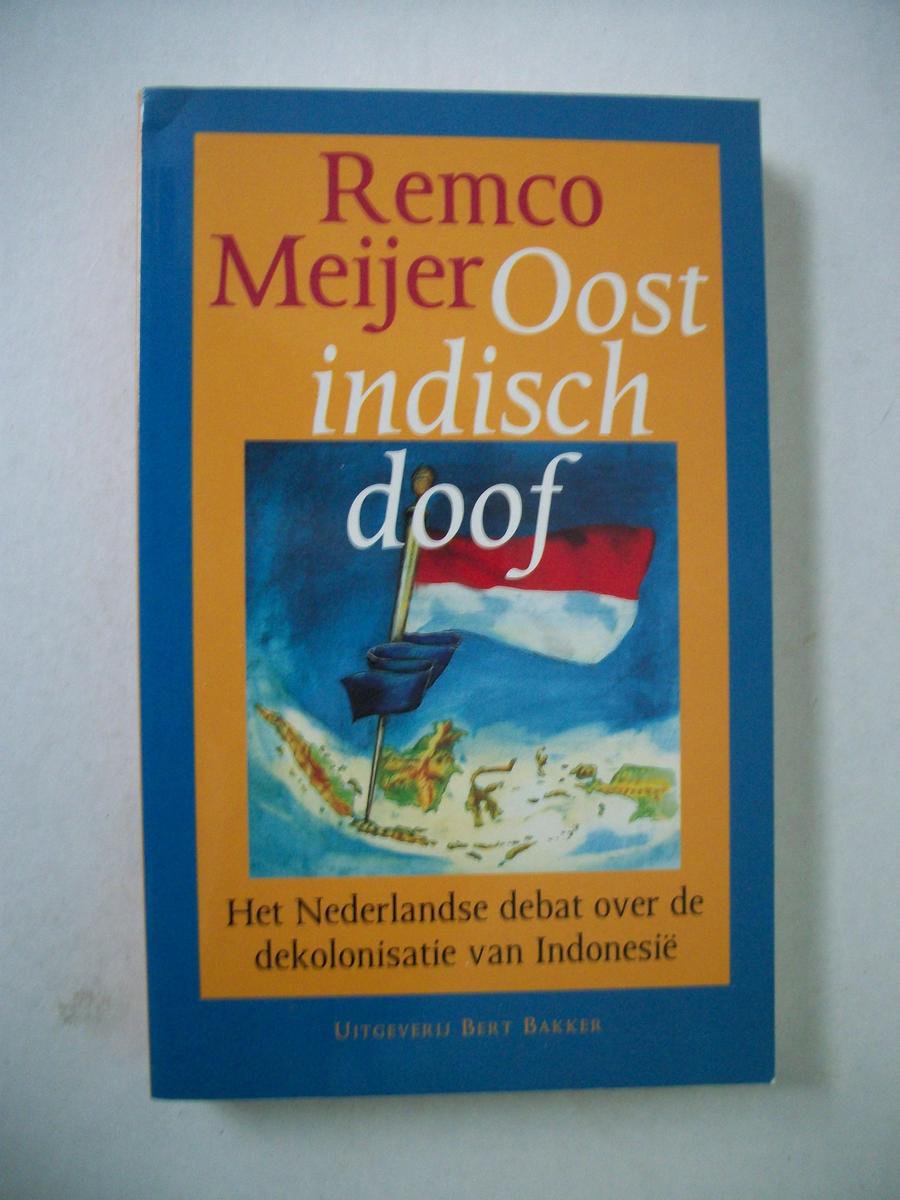 Remco
Meijer Oost
indisch
doof
Het Nederlandse debat over de
dekolonisatie van Indonesië
Uitgeverij Bert Bakker